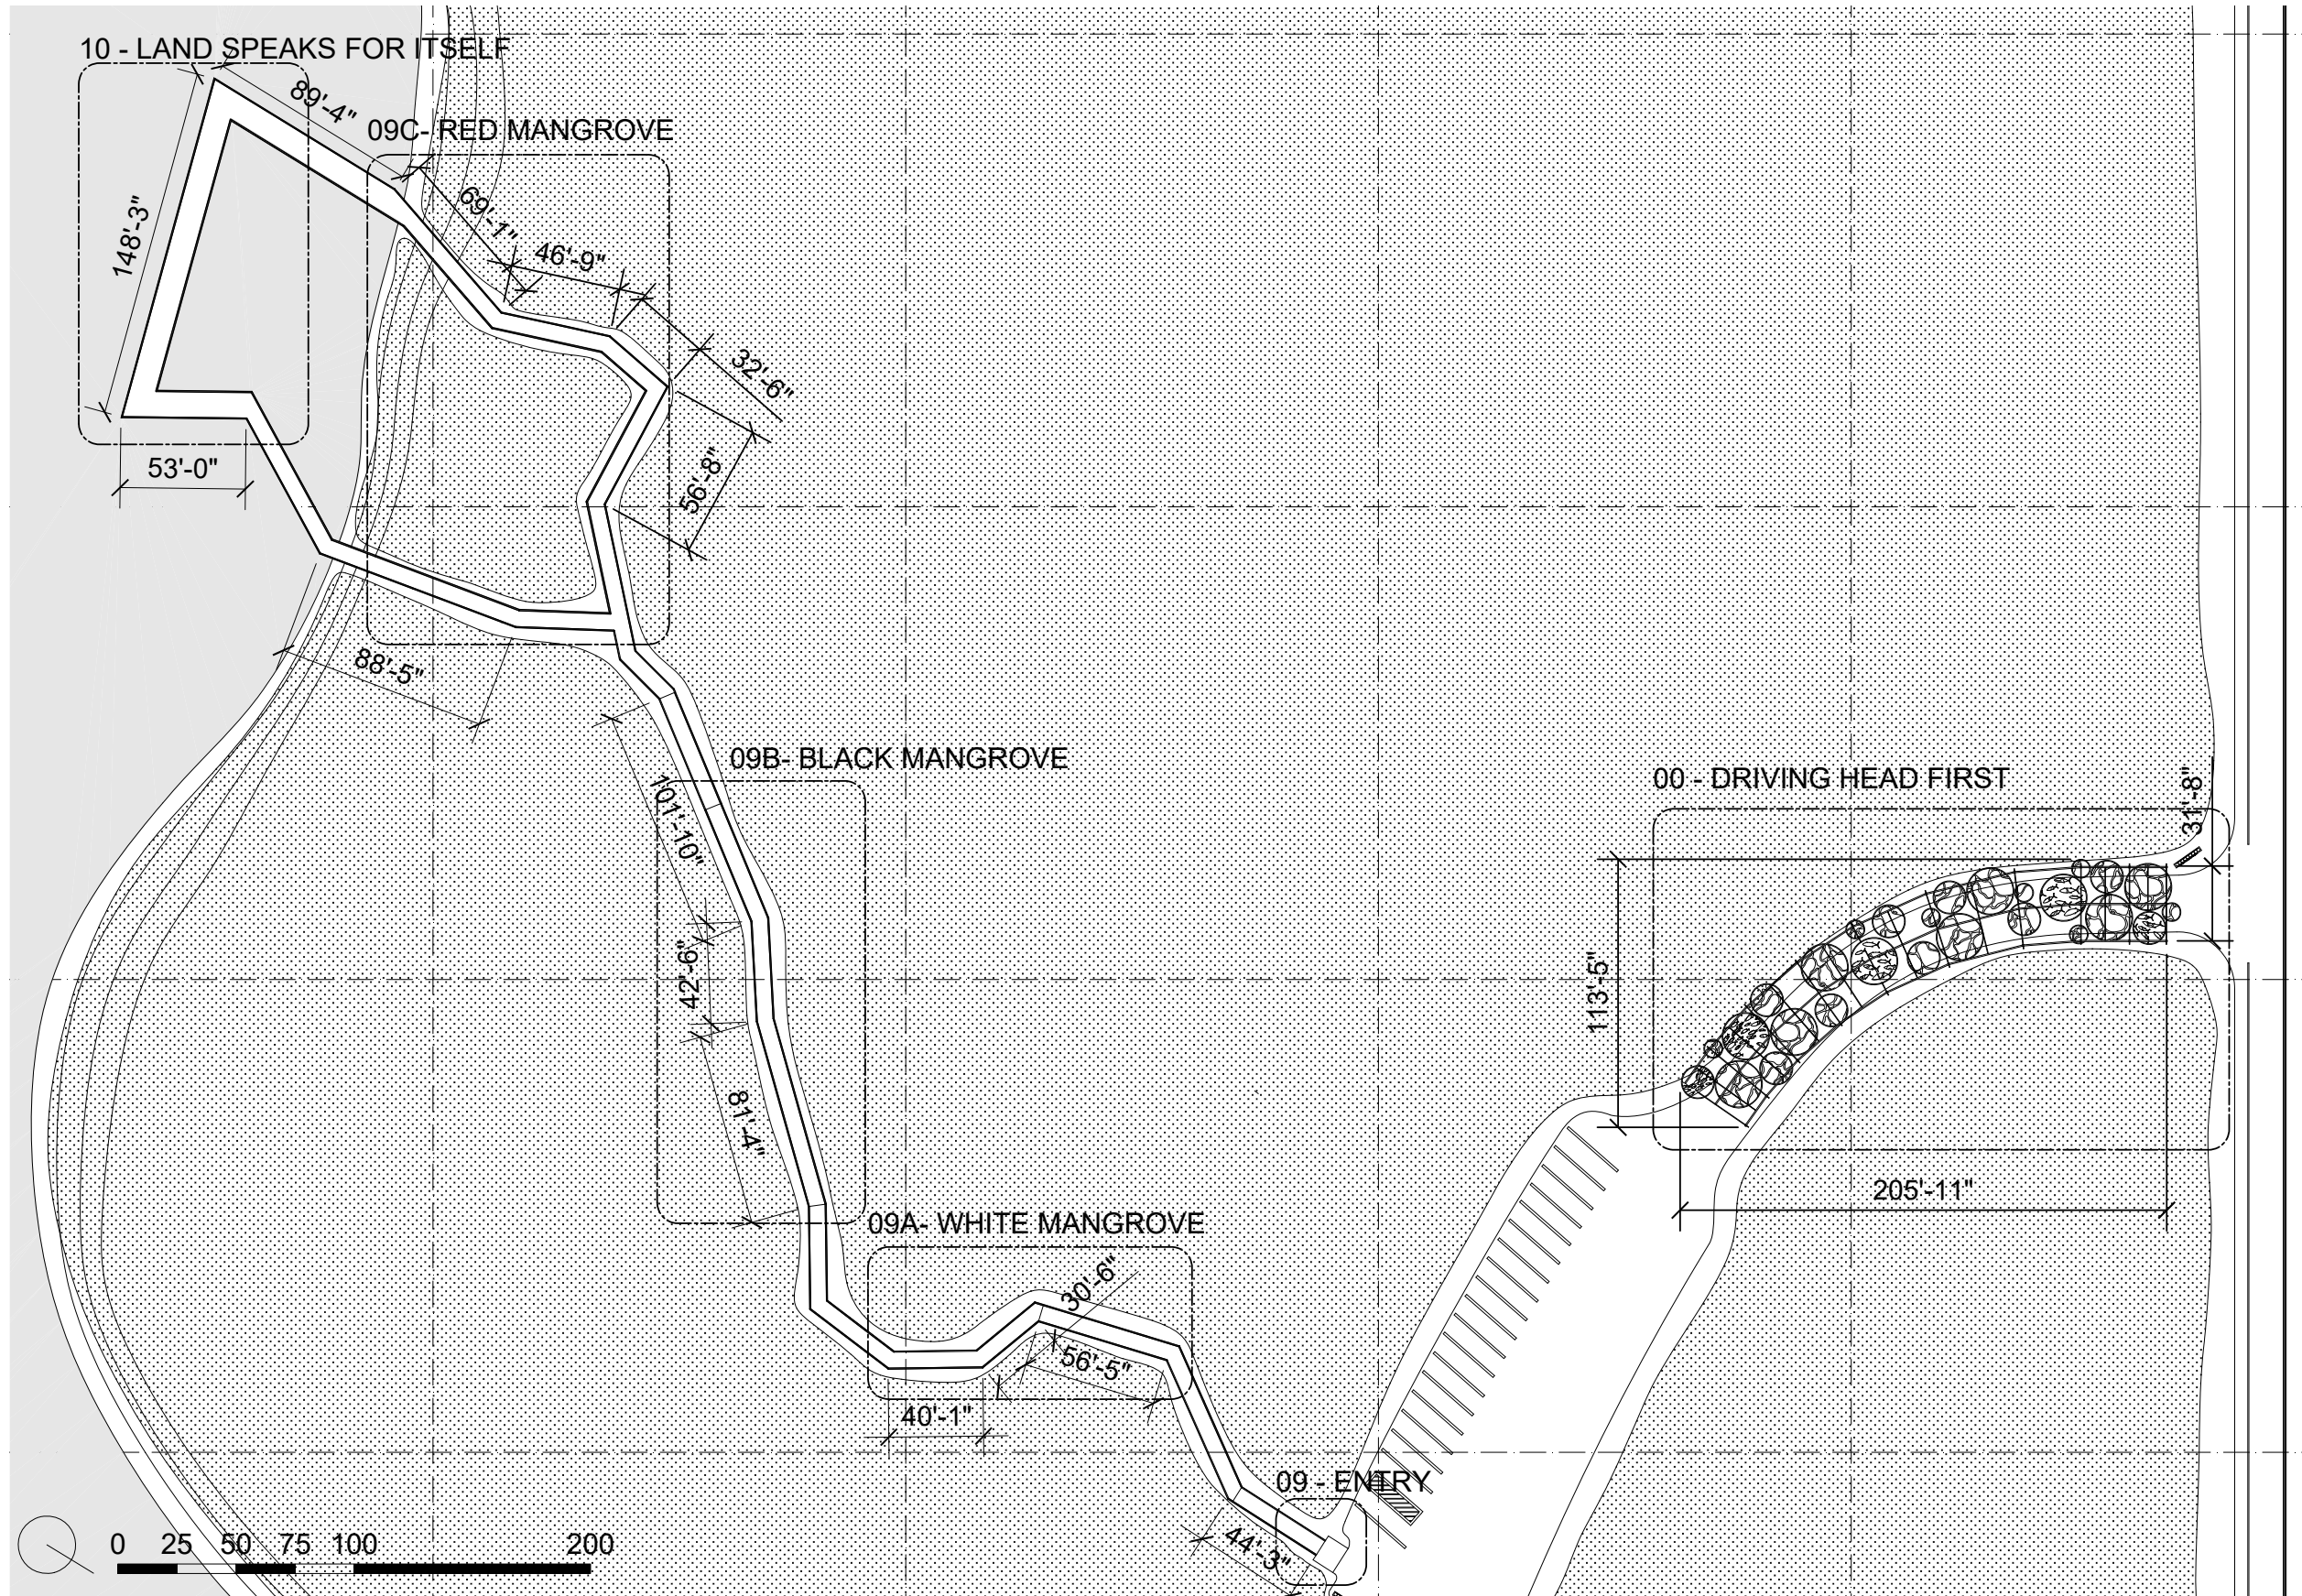 10 - LAND SPEAKS FOR ITSELF
89'-4"
09C- RED MANGROVE
148'-3"
69'-1"
46'-9"
32'-6"
56'-8"
53'-0"
88'-5"
09B- BLACK MANGROVE
00 - DRIVING HEAD FIRST
101'-10"
31'-8"
42'-6"
113'-5"
81'-4"
205'-11"
09A- WHITE MANGROVE
30'-6"
56'-5"
40'-1"
09 - ENTRY
44'-3"
0 25 50 75 100 200